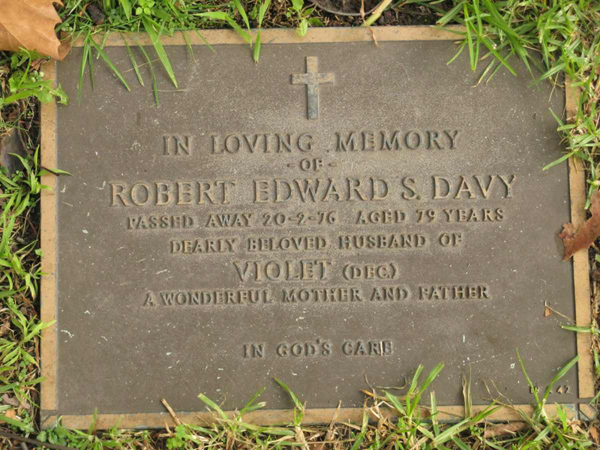 IN LOVING MEMORY
- OF -
ROBERT EDWARD S. DAVY
PASSED AWAY 20-2-76 AGED 79 YEARS
DEARLY BELOVED HUSBAND OF
VIOLET (DEC)
A WONDERFUL MOTHER AND FATHER
IN GOD'S CARE